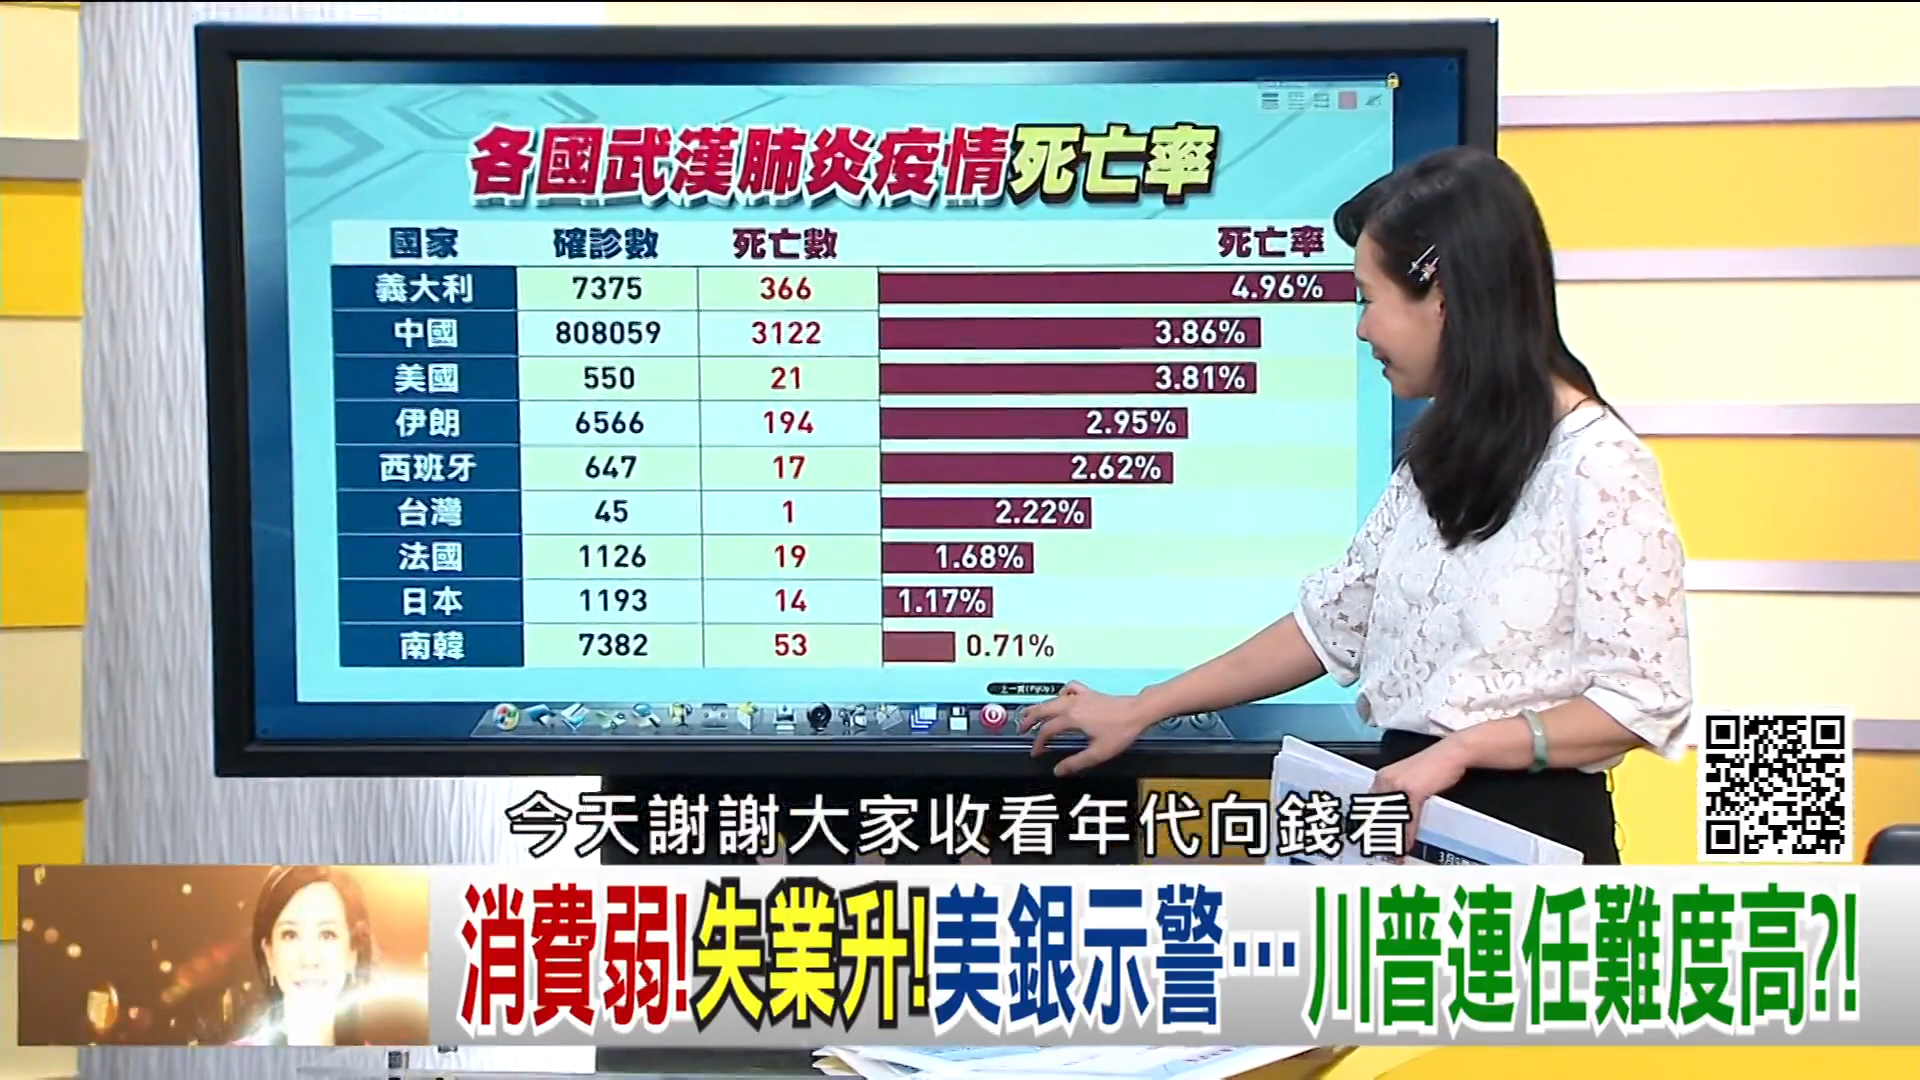 各國武漢肺炎疫情死亡率
國家 確診數 死亡數 死亡率
義大利 7375 366 4.96%
中國 808059 3122 3.86%
美國 550 21 3.81%
伊朗 6566 194 2.95%
西班牙 647 17 2.62%
台灣 45 1 2.22%
法國 1126 19 1.68%
日本 1193 14 1.17%
南韓 7382 53 0.71%
上一頁(PgUp)
今天謝謝大家收看年代向錢看
消費弱!失業升!美銀示警…川普連任難度高?!